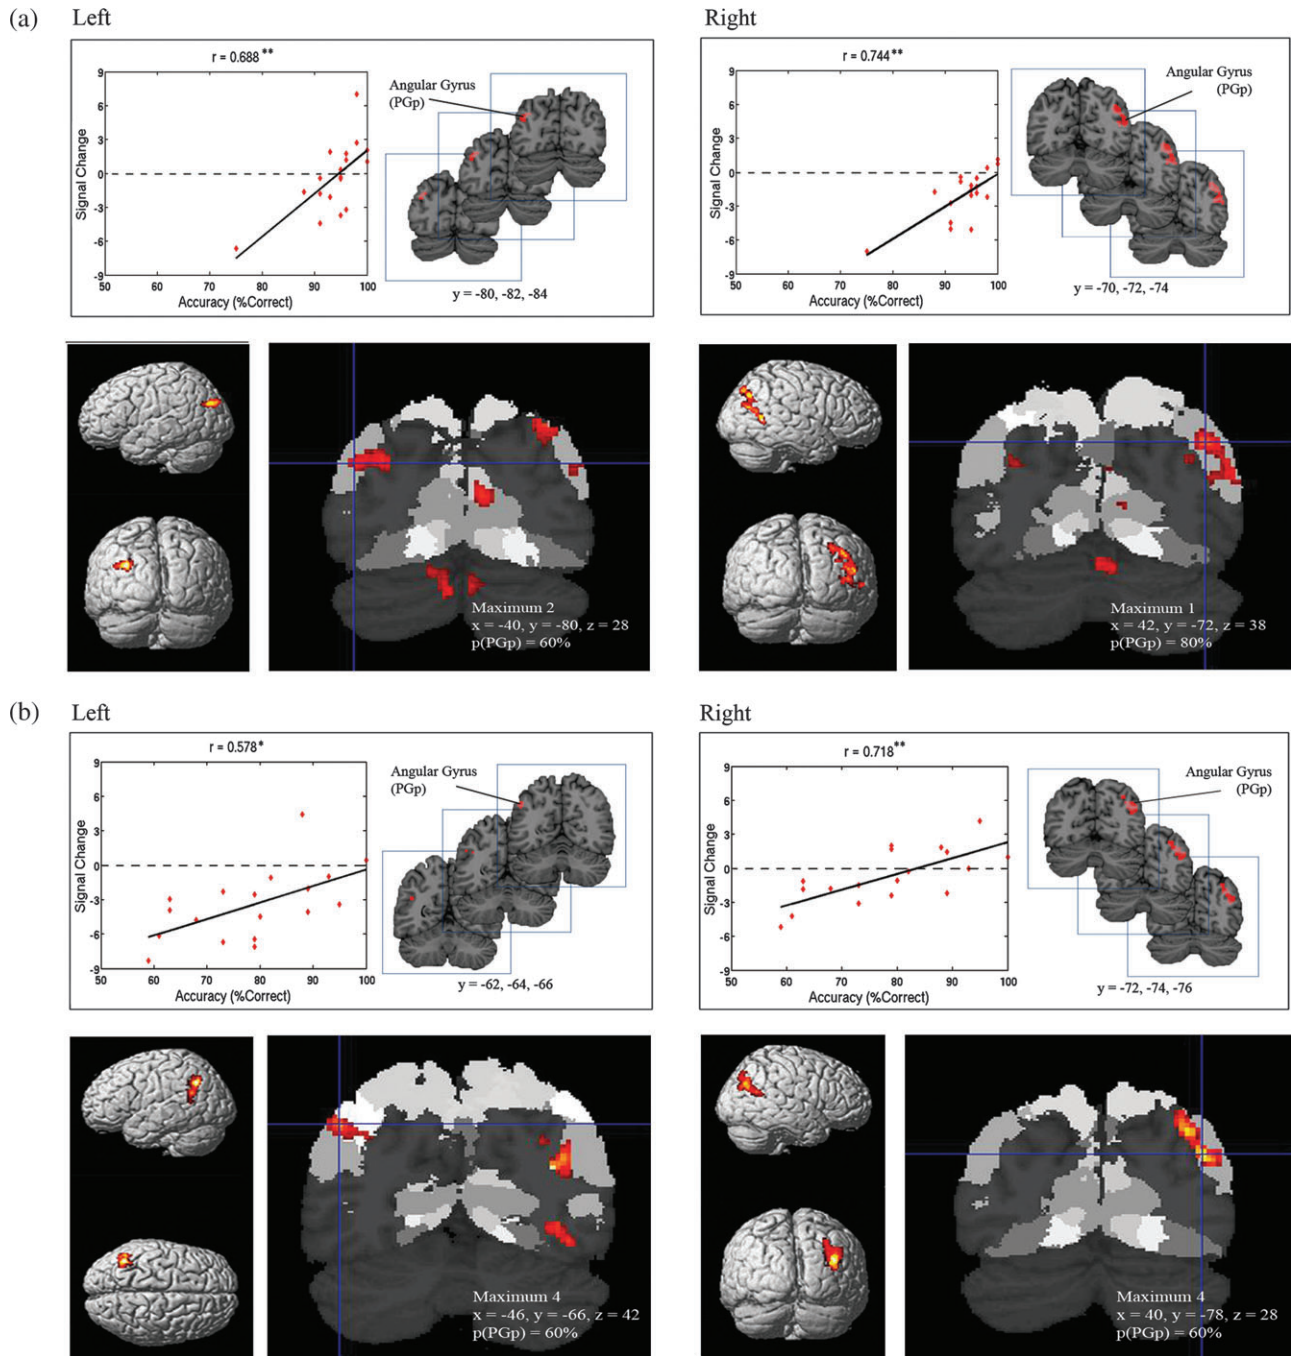 (a) Left Right
r = 0.688 **
9
6
3
0
-3
-6
-9
Signal Change
50 60 70 80 90 100
Accuracy (%Correct)
Angular Gyrus
(PGp)
y = -80, -82, -84
r = 0.744 **
9
6
3
0
-3
-6
-9
Signal Change
50 60 70 80 90 100
Accuracy (%Correct)
Angular Gyrus
(PGp)
y = -70, -72, -74
Maximum 2
x = -40, y = -80, z = 28
p(PGp) = 60%
Maximum 1
x = 42, y = -72, z = 38
p(PGp) = 80%
(b) Left Right
r = 0.578*
9
6
3
0
-3
-6
-9
Signal Change
50 60 70 80 90 100
Accuracy (%Correct)
Angular Gyrus
(PGp)
y = -62, -64, -66
r = 0.718**
9
6
3
0
-3
-6
-9
Signal Change
50 60 70 80 90 100
Accuracy (%Correct)
Angular Gyrus
(PGp)
y = -72, -74, -76
Maximum 4
x = -46, y = -66, z = 42
p(PGp) = 60%
Maximum 4
x = 40, y = -78, z = 28
p(PGp) = 60%